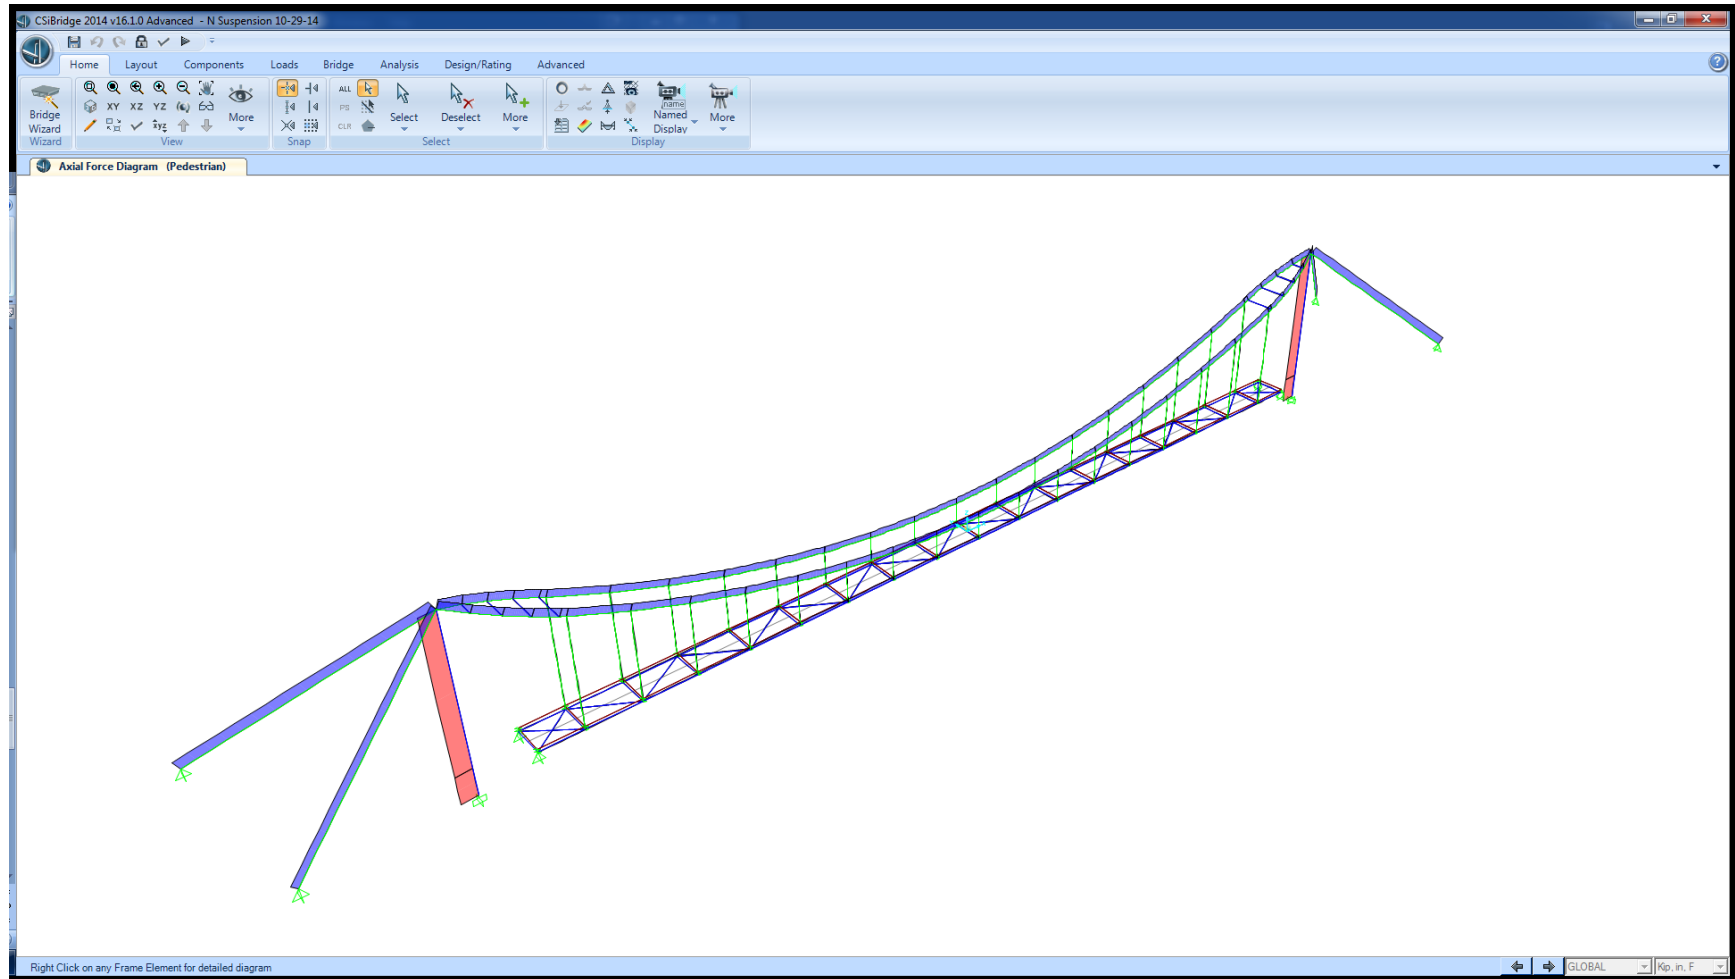 CSiBridge 2014 v16.1.0 Advanced - N Suspension 10-29-14
Home Layout Components Loads Bridge Analysis Design/Rating Advanced
Bridge Wizard
XY XZ YZ
xyz
More
ALL
PS
CLR
Select
Deselect
More
name
Named Display
More
Wizard View Snap Select Display
Axial Force Diagram (Pedestrian)
Right Click on any Frame Element for detailed diagram
GLOBAL
Kip, in, F